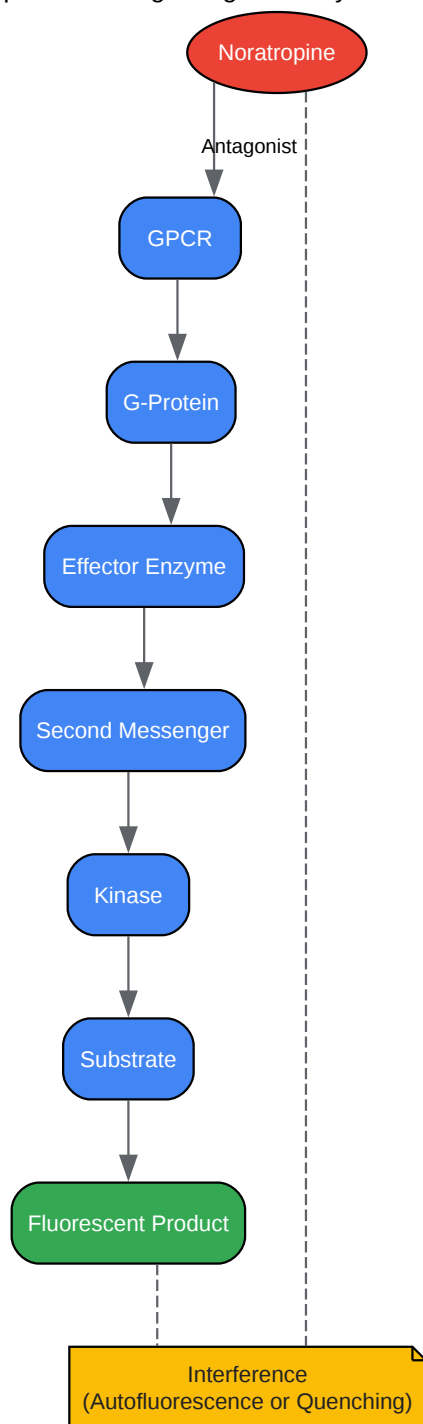 Noratropine
Antagonist
GPCR
G-Protein
Effector Enzyme
Second Messenger
Kinase
Substrate
Fluorescent Product
Interference
(Autofluorescence or Quenching)